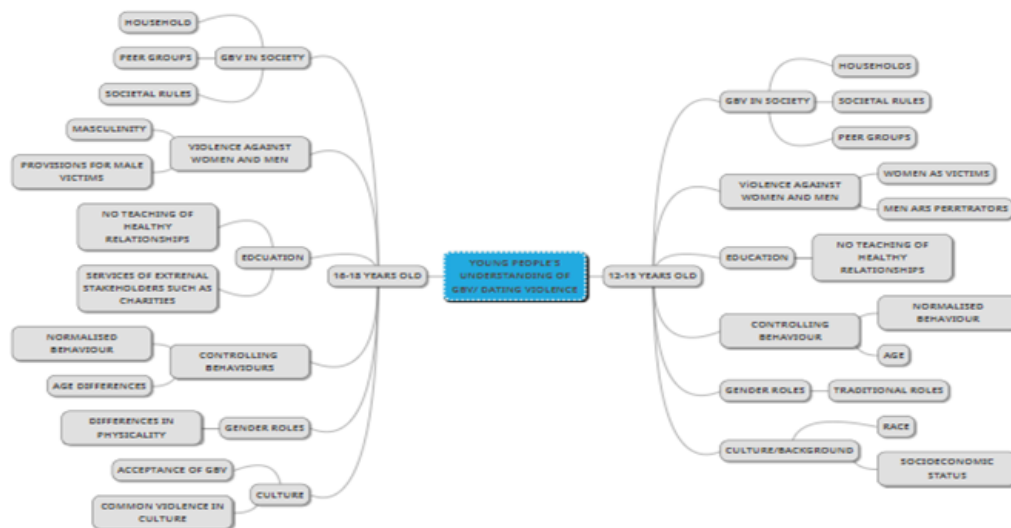 HOUSEHOLD
PEER GROUPS
GBV IN SOCIETY
SOCIETAL RULES
MASCULINITY
VIOLENCE AGAINST
WOMEN AND MEN
PROVISIONS FOR MALE
VICTIMS
NO TEACHING OF
HEALTHY
RELATIONSHIPS
EDCUATION
SERVICES OF EXTRENAL
STAKEHOLDERS SUCH AS
CHARITIES
NORMALISED
BEHAVIOUR
CONTROLLING
BEHAVIOURS
AGE DIFFERENCES
DIFFERENCES IN
PHYSICALITY
GENDER ROLES
ACCEPTANCE OF GBV
CULTURE
COMMON VIOLENCE IN
CULTURE
16-18 YEARS OLD
YOUNG PEOPLE'S
UNDERSTANDING OF
GBV/ DATING VIOLENCE
12-15 YEARS OLD
HOUSEHOLDS
GBV IN SOCIETY
SOCIETAL RULES
PEER GROUPS
VIOLENCE AGAINST
WOMEN AND MEN
WOMEN AS VICTIMS
MEN ARS PERRTRATORS
EDUCATION
NO TEACHING OF
HEALTHY
RELATIONSHIPS
CONTROLLING
BEHAVIOUR
NORMALISED
BEHAVIOUR
AGE
GENDER ROLES
TRADITIONAL ROLES
CULTURE/BACKGROUND
RACE
SOCIOECONOMIC
STATUS